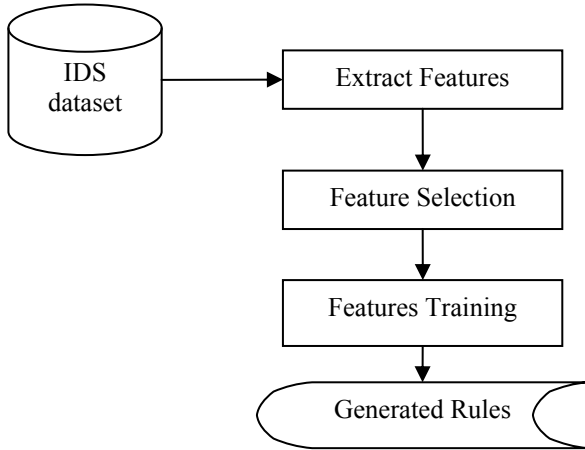 IDS
dataset
Extract Features
Feature Selection
Features Training
Generated Rules